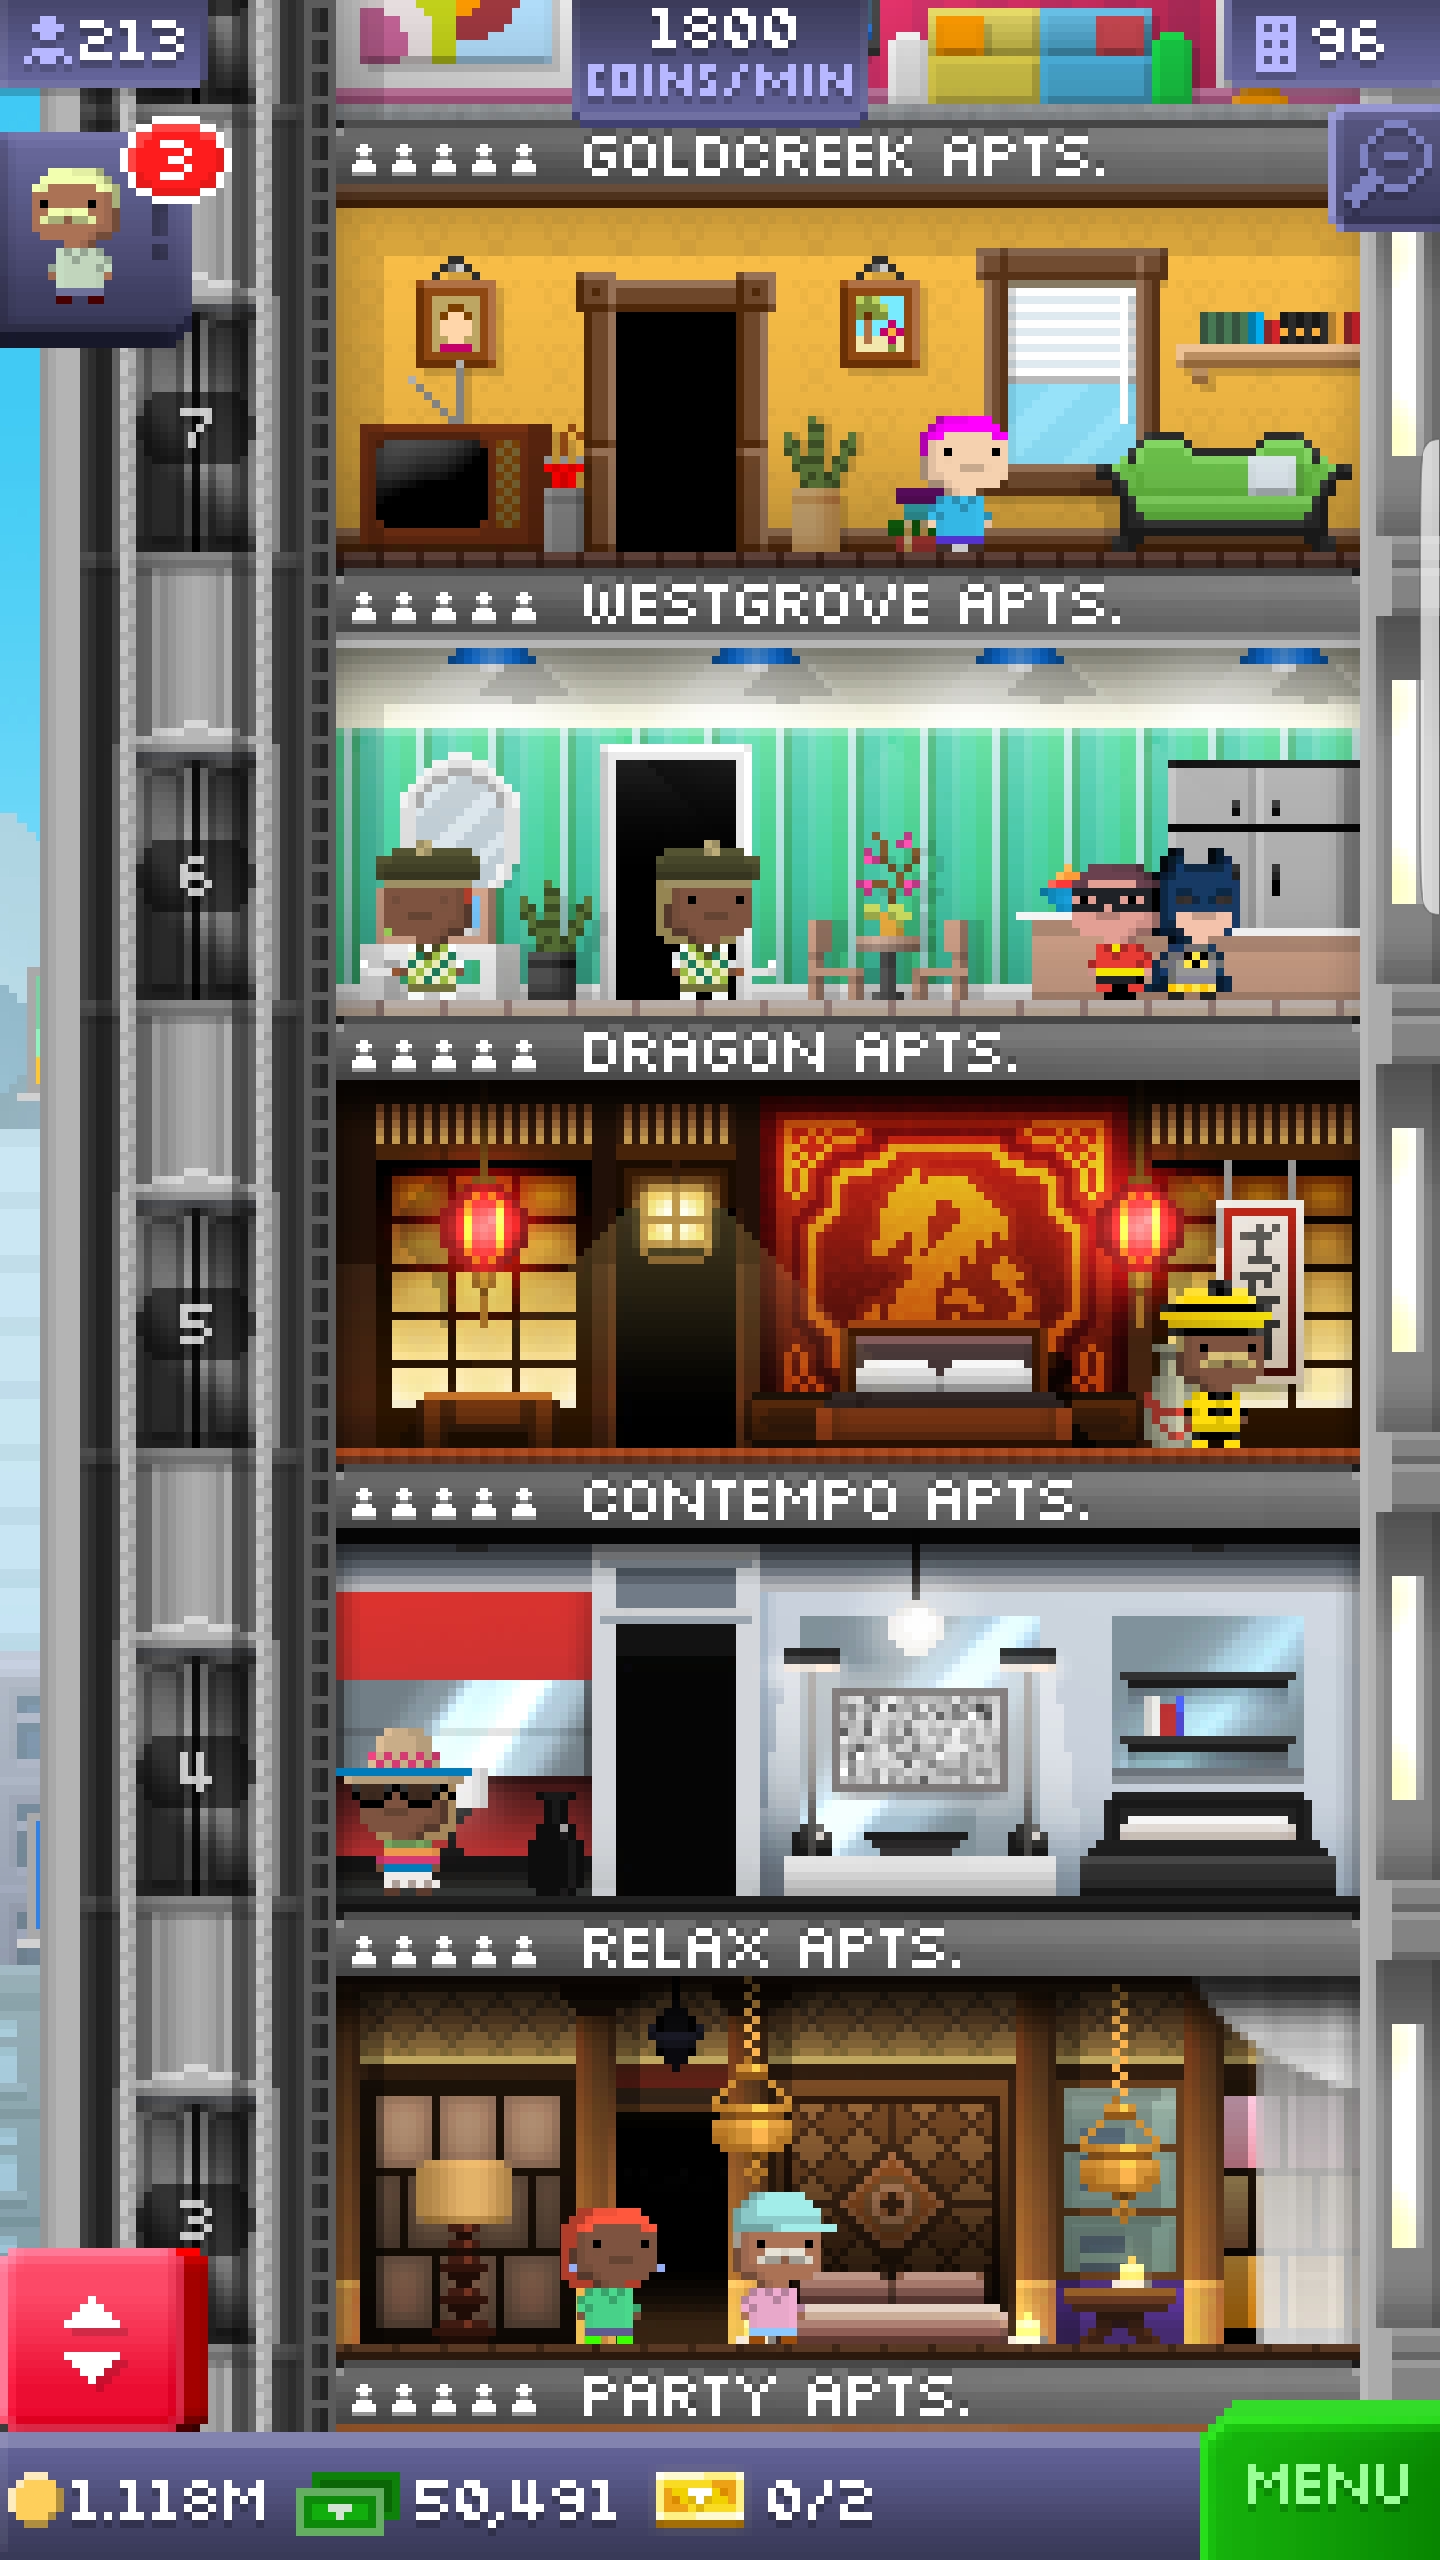 213
1800
COINS/MIN
96
3
GOLDCREEK APTS.
7
WESTGROVE APTS.
6
DRAGON APTS.
5
CONTEMPO APTS.
4
RELAX APTS.
3
PARTY APTS.
1.118M 50,491 0/2
MENU